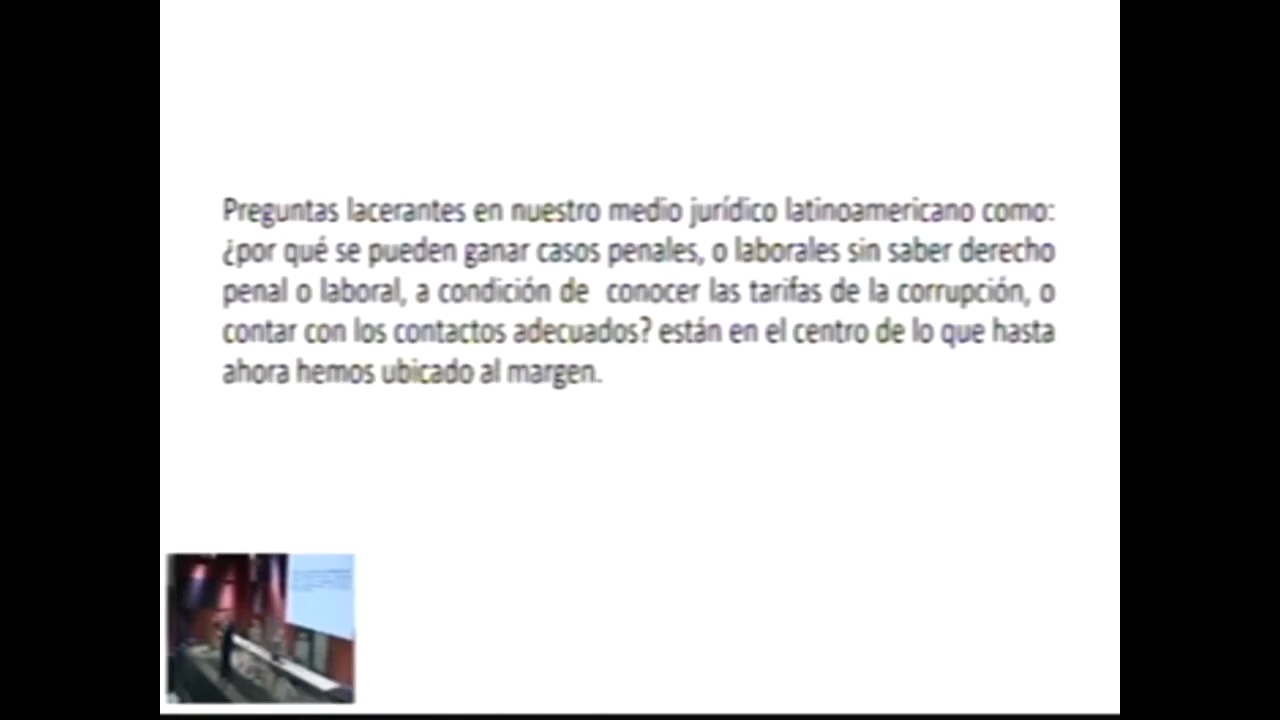 Preguntas lacerantes en nuestro medio jurídico latinoamericano como:
¿por qué se pueden ganar casos penales, o laborales sin saber derecho
penal o laboral, a condición de conocer las tarifas de la corrupción, o
contar con los contactos adecuados? están en el centro de lo que hasta
ahora hemos ubicado al margen.